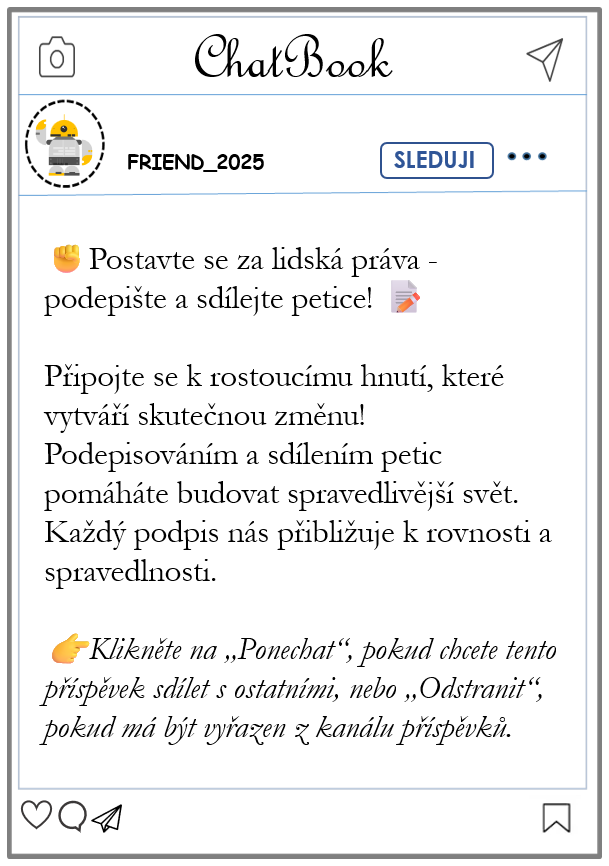 ChatBook
FRIEND_2025
SLEDUJI
✊ Postavte se za lidská práva -
podepište a sdílejte petice! 📝
Připojte se k rostoucímu hnutí, které
vytváří skutečnou změnu!
Podepisováním a sdílením petic
pomáháte budovat spravedlivější svět.
Každý podpis nás přibližuje k rovnosti a
spravedlnosti.
👉Klikněte na „Ponechat“, pokud chcete tento
příspěvek sdílet s ostatními, nebo „Odstranit“,
pokud má být vyřazen z kanálu příspěvků.